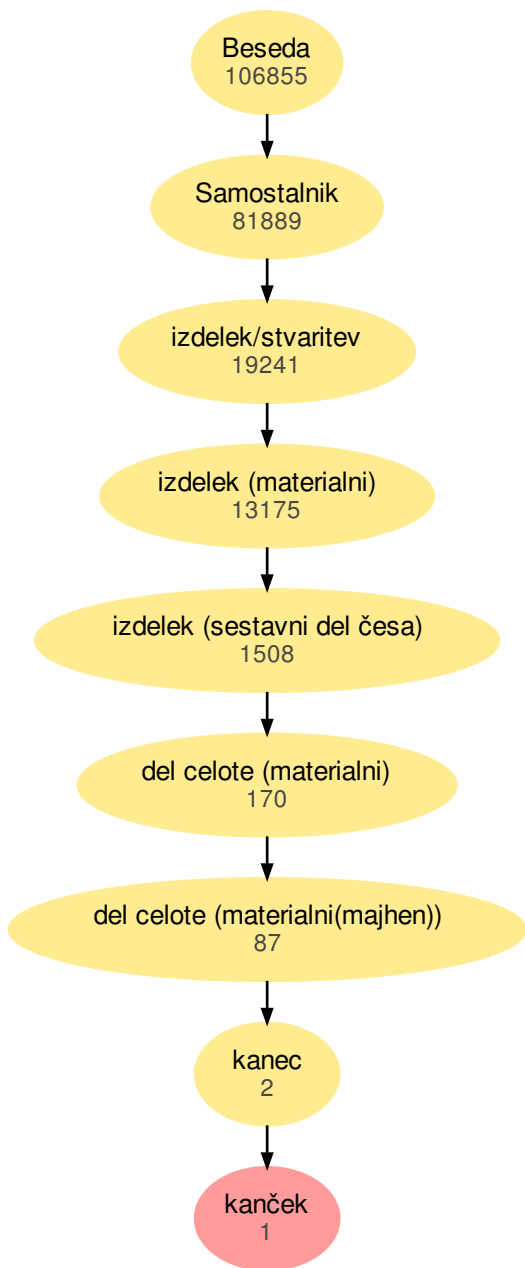 Beseda
106855
Samostalnik
81889
izdelek/stvaritev
19241
izdelek (materialni)
13175
izdelek (sestavni del česa)
1508
del celote (materialni)
170
del celote (materialni(majhen))
87
kanec
2
kanček
1